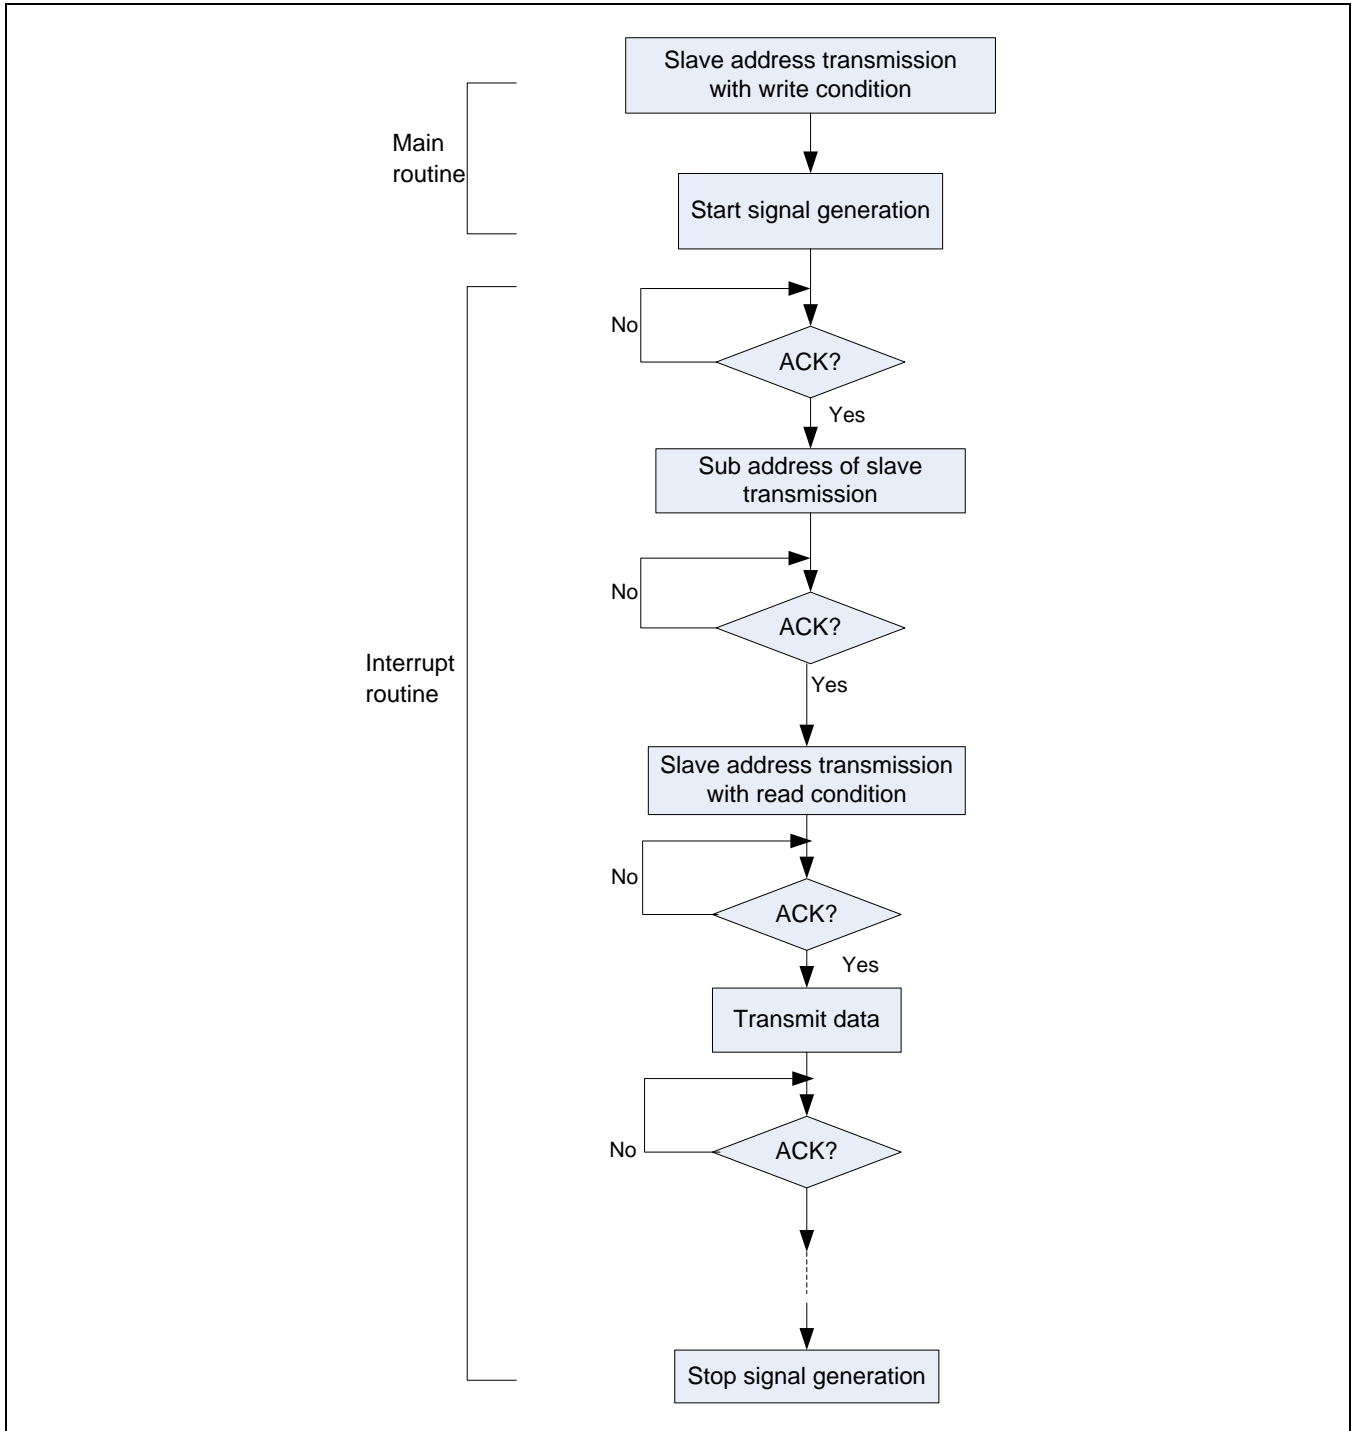 Slave address transmission
with write condition
Main
routine
Start signal generation
No
ACK?
Yes
Sub address of slave
transmission
No
ACK?
Interrupt
routine
Yes
Slave address transmission
with read condition
No
ACK?
Yes
Transmit data
No
ACK?
Stop signal generation